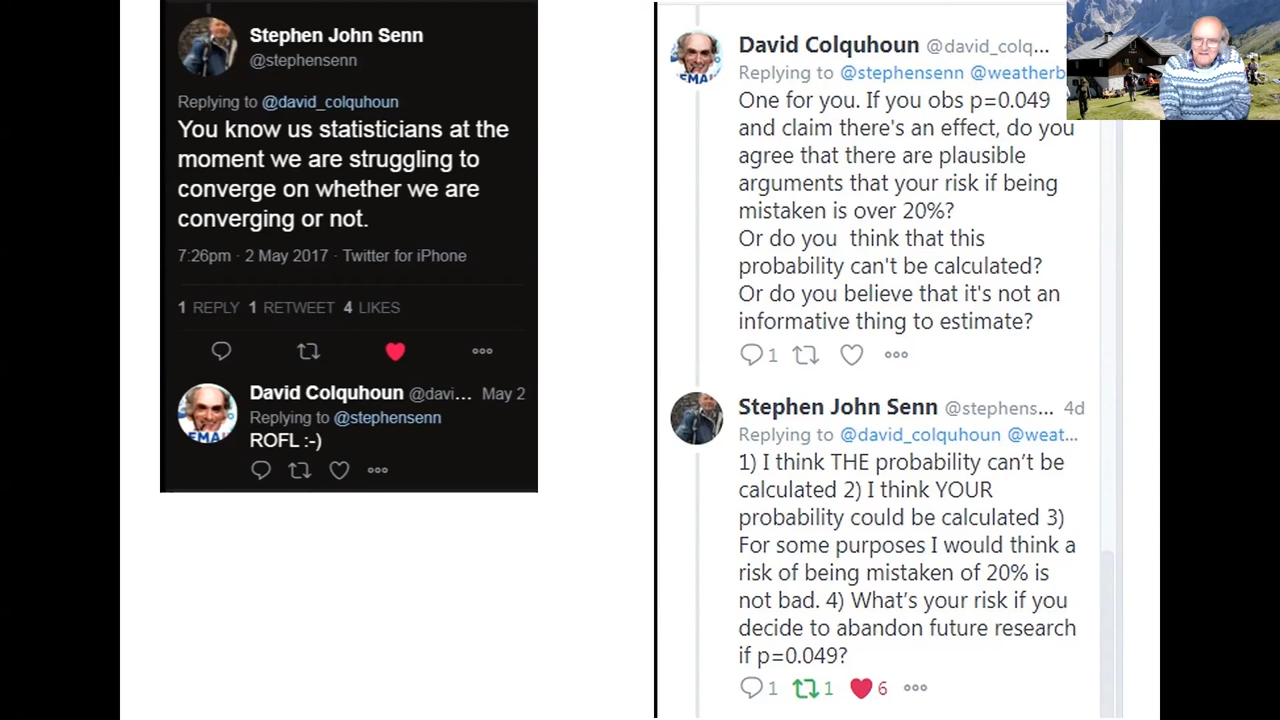 Stephen John Senn
@stephensenn
Replying to @david_colquhoun
You know us statisticians at the
moment we are struggling to
converge on whether we are
converging or not.
7:26pm · 2 May 2017 · Twitter for iPhone
1 REPLY 1 RETWEET 4 LIKES
David Colquhoun @davi... May 2
Replying to @stephensenn
ROFL :-)
David Colquhoun @david_colq...
Replying to @stephensenn @weatherb
One for you. If you obs p=0.049
and claim there's an effect, do you
agree that there are plausible
arguments that your risk if being
mistaken is over 20%?
Or do you think that this
probability can't be calculated?
Or do you believe that it's not an
informative thing to estimate?
1
Stephen John Senn @stephens... 4d
Replying to @david_colquhoun @weat...
1) I think THE probability can’t be
calculated 2) I think YOUR
probability could be calculated 3)
For some purposes I would think a
risk of being mistaken of 20% is
not bad. 4) What’s your risk if you
decide to abandon future research
if p=0.049?
1 1 6